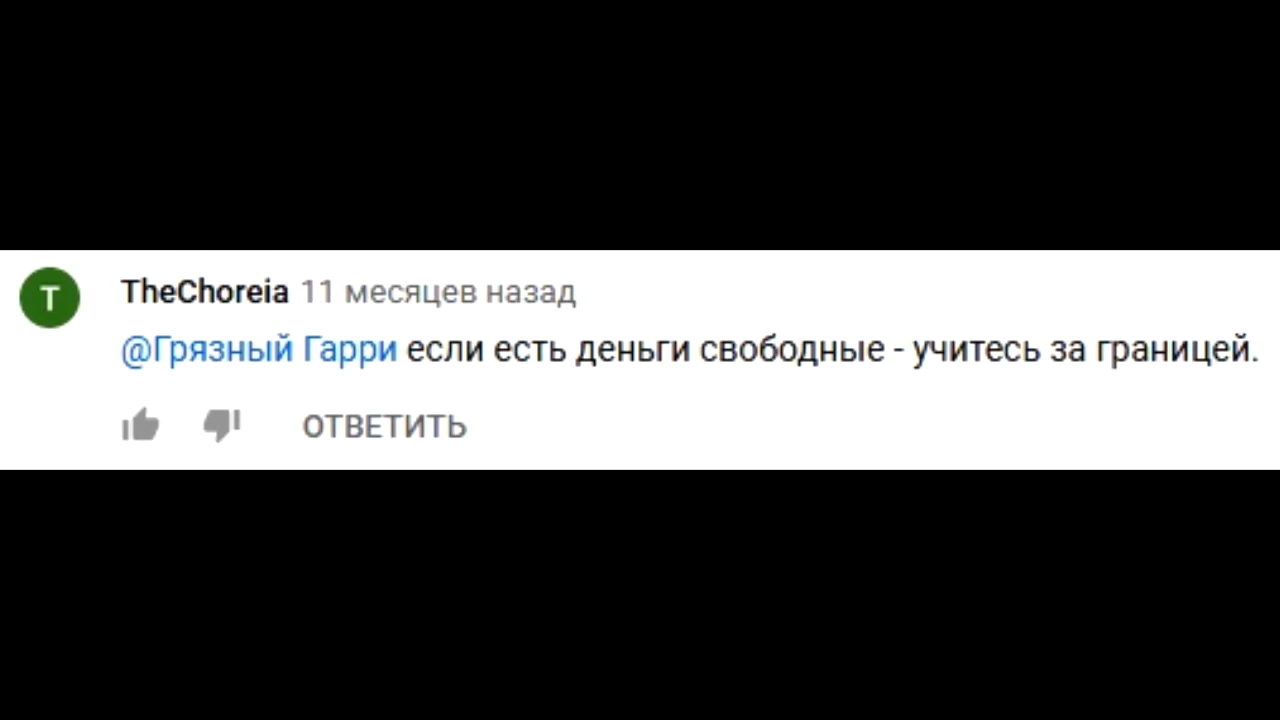 T
TheChoreia 11 месяцев назад
@Грязный Гарри если есть деньги свободные - учитесь за границей.
ОТВЕТИТЬ